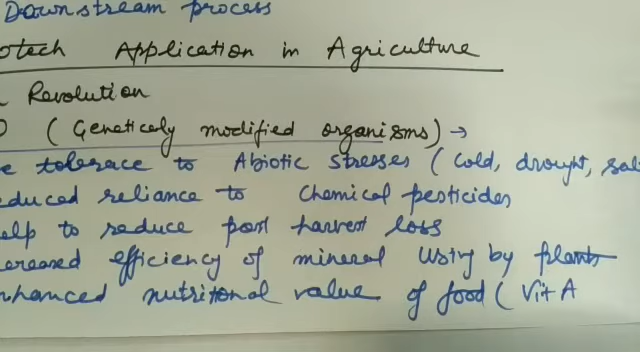 Downstream process
otech Application in Agriculture
Revolution
O (Geneticaly modified organisms) →
e tolerace to Abiotic stresses (cold, drought, sal
educed reliance to chemical pesticides
elp to reduce post harvest loss
creased efficiency of mineral using by plants
nhanced nutritional value of food (Vit A